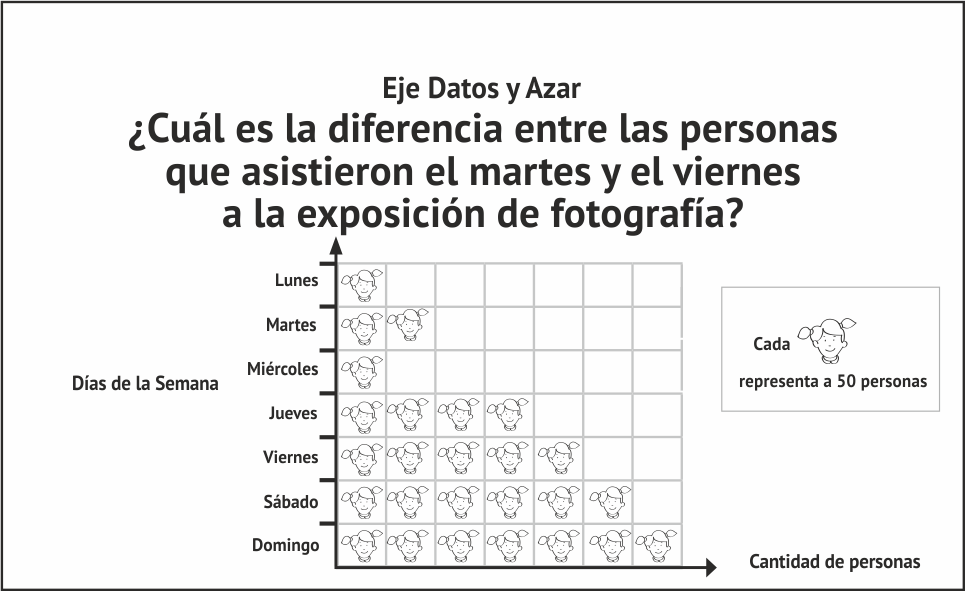 Eje Datos y Azar
¿Cuál es la diferencia entre las personas
que asistieron el martes y el viernes
a la exposición de fotografía?
Lunes
Martes
Miércoles
Jueves
Viernes
Sábado
Domingo
Días de la Semana
Cada
representa a 50 personas
Cantidad de personas